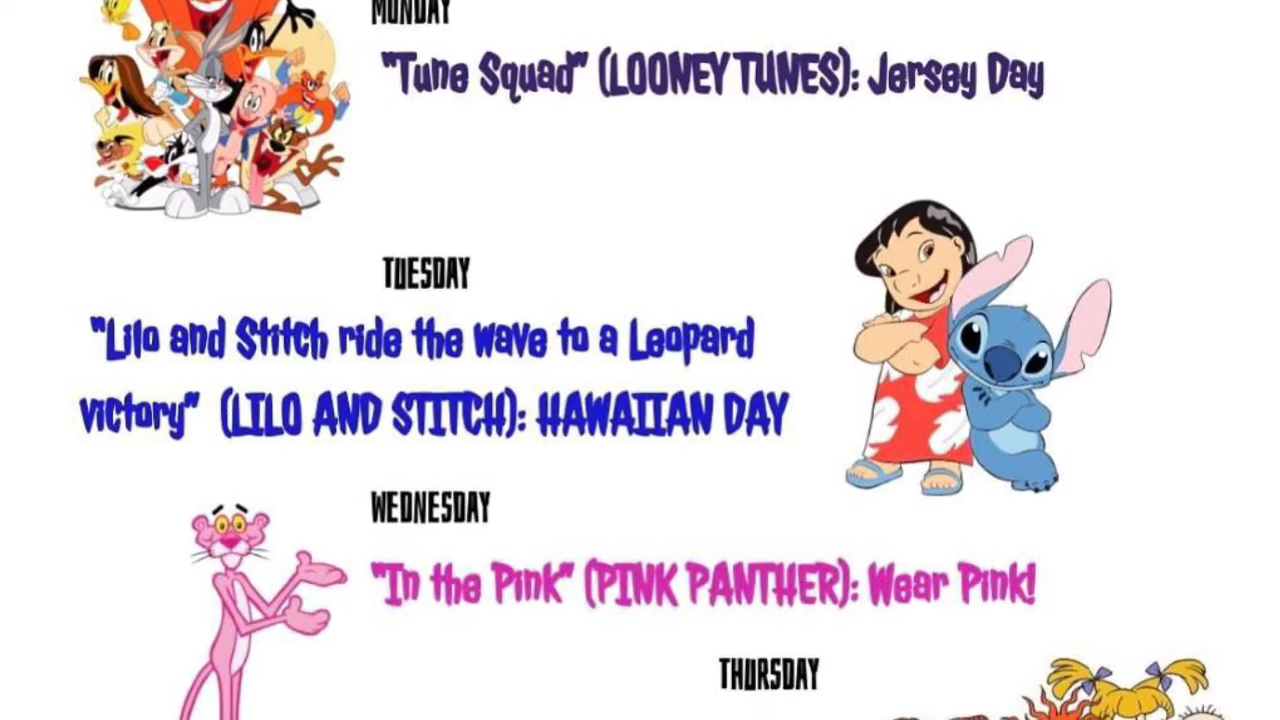 MONDAY
"Tune Squad" (LOONEY TUNES): Jersey Day
TUESDAY
"Lilo and Stitch ride the wave to a Leopard
victory" (LILO AND STITCH): HAWAIIAN DAY
WEDNESDAY
"In the Pink" (PINK PANTHER): Wear Pink!
THURSDAY